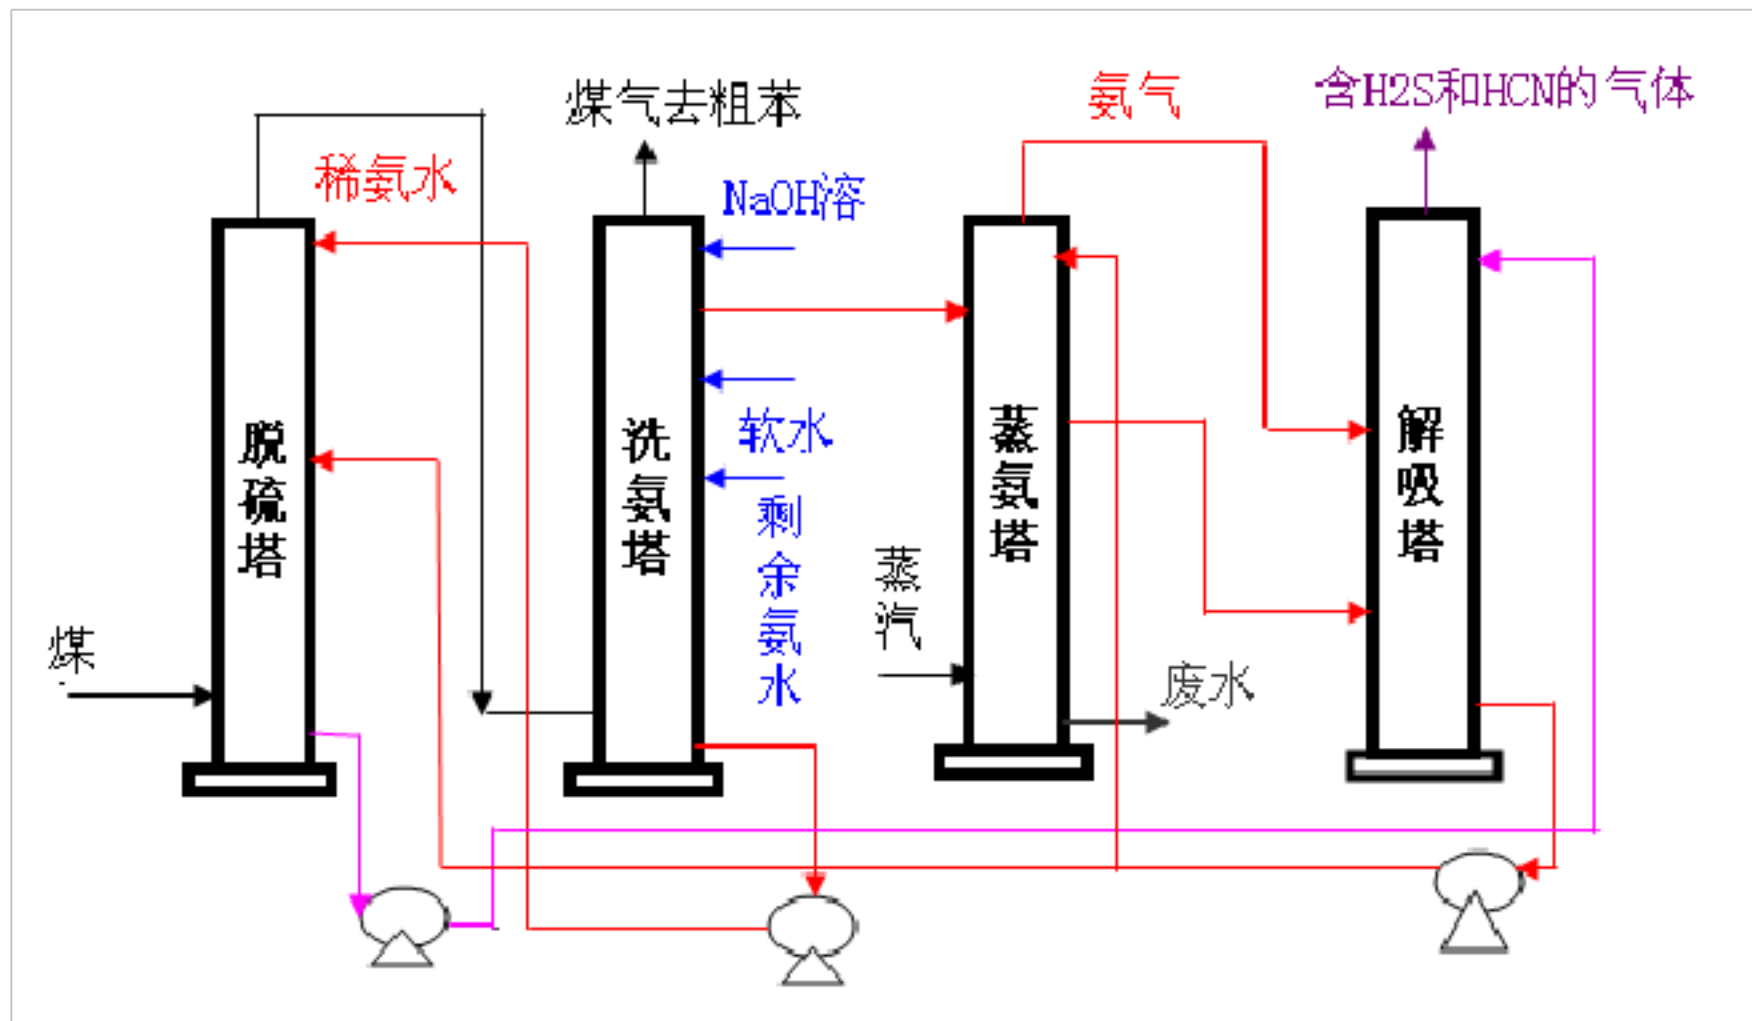 煤气去粗苯
氨气
含H2S和HCN的气体
稀氨水
NaOH溶
脱硫塔
洗氨塔
软水
蒸氨塔
解吸塔
剩余氨水
蒸汽
煤
废水